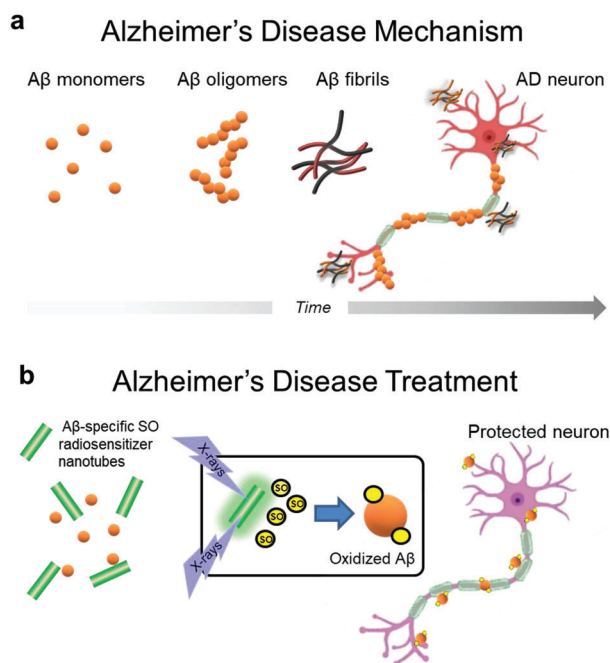 a
Alzheimer's Disease Mechanism
Aβ monomers
Aβ oligomers
Aβ fibrils
AD neuron
Time
b
Alzheimer's Disease Treatment
Aβ-specific SO
radiosensitizer
nanotubes
X-rays
X-rays
SO
SO
SO
SO
Oxidized Aβ
Protected neuron